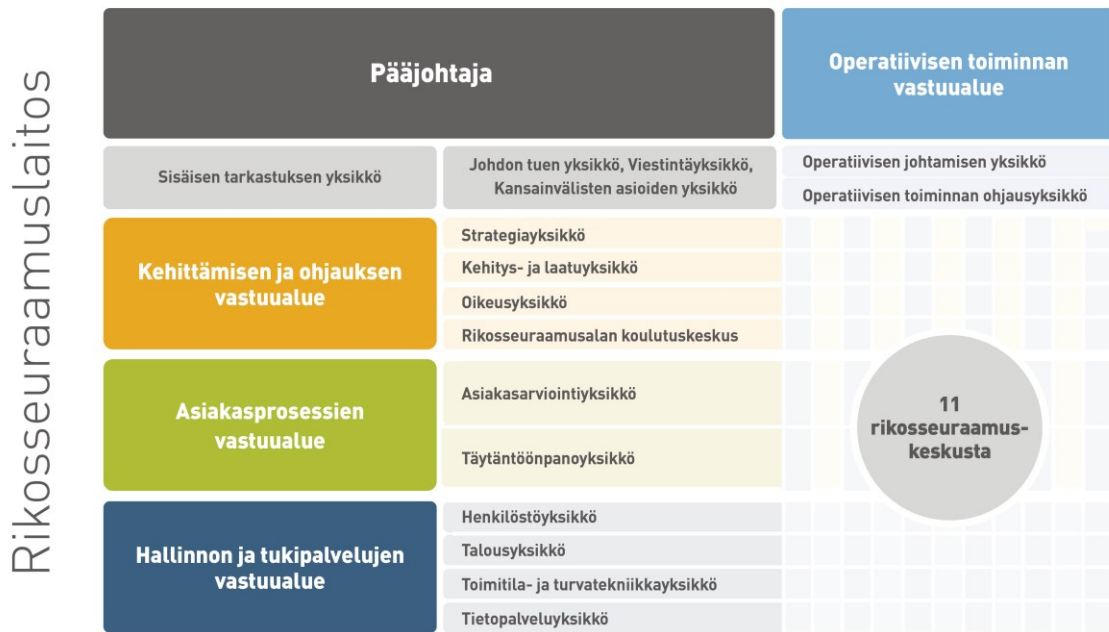 Rikosseuraamuslaitos
Pääjohtaja
Operatiivisen toiminnan
vastuualue
Sisäisen tarkastuksen yksikkö
Johdon tuen yksikkö, Viestintäyksikkö,
Kansainvälisten asioiden yksikkö
Operatiivisen johtamisen yksikkö
Operatiivisen toiminnan ohjausyksikkö
Kehittämisen ja ohjauksen
vastuualue
Strategiayksikkö
Kehitys- ja laatuyksikkö
Oikeusyksikkö
Rikosseuraamusalan koulutuskeskus
Asiakasprosessien
vastuualue
Asiakasarviointiyksikkö
Täytäntöönpanoyksikkö
11
rikosseuraamus-
keskusta
Hallinnon ja tukipalvelujen
vastuualue
Henkilöstöyksikkö
Talousyksikkö
Toimitila- ja turvatekniikkayksikkö
Tietopalveluyksikkö